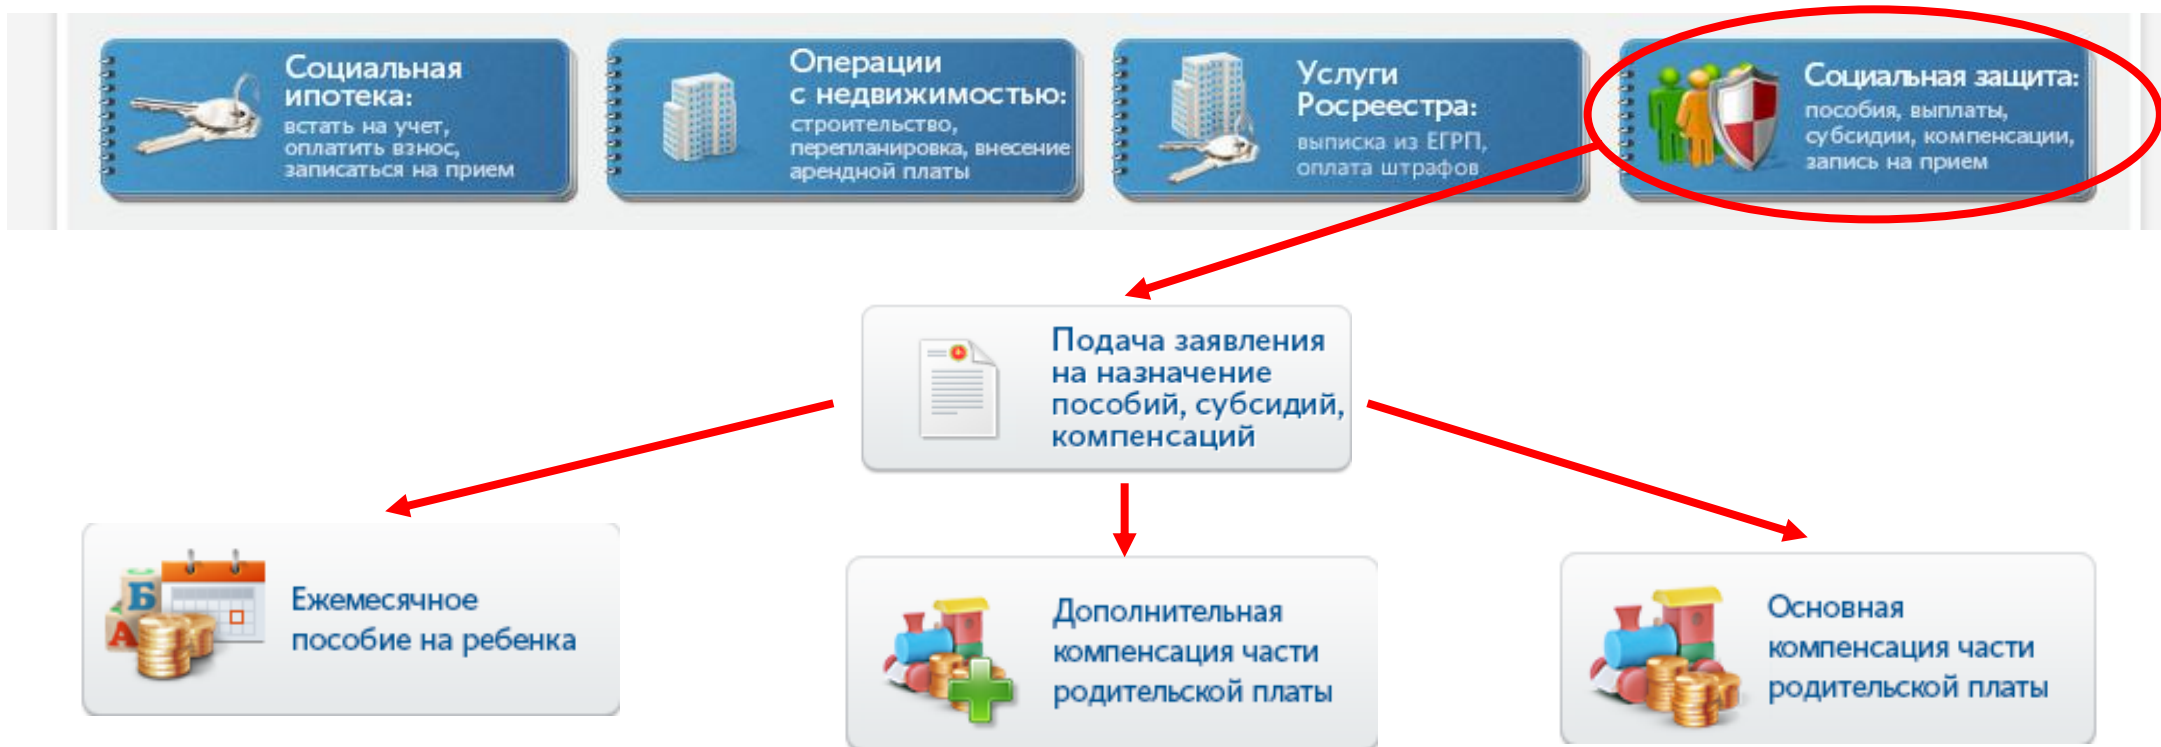 Социальная
ипотека:
встать на учет,
оплатить взнос,
записаться на прием
Операции
с недвижимостью:
строительство,
перепланировка, внесение
арендной платы
Услуги
Росреестра:
выписка из ЕГРП,
оплата штрафов
Социальная защита:
пособия, выплаты,
субсидии, компенсации,
запись на прием
Подача заявления
на назначение
пособий, субсидий,
компенсаций
Б
А
Ежемесячное
пособие на ребенка
Дополнительная
компенсация части
родительской платы
Основная
компенсация части
родительской платы